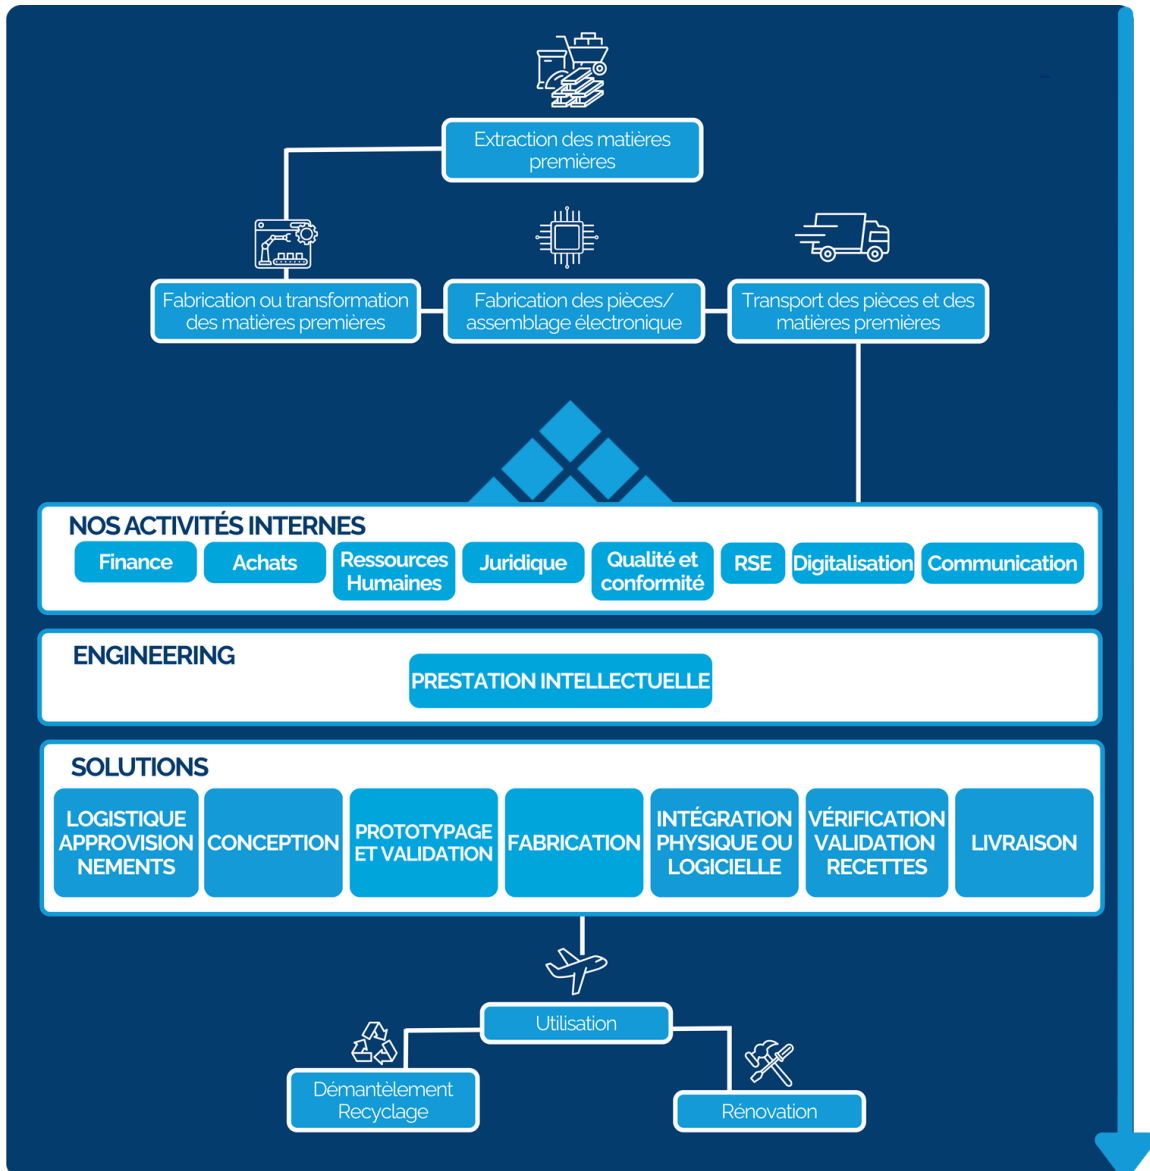 Extraction des matières
premières
Fabrication ou transformation
des matières premières
Fabrication des pièces/
assemblage électronique
Transport des pièces et des
matières premières
NOS ACTIVITÉS INTERNES
Finance
Achats
Ressources
Humaines
Juridique
Qualité et
conformité
RSE
Digitalisation
Communication
ENGINEERING
PRESTATION INTELLECTUELLE
SOLUTIONS
LOGISTIQUE
APPROVISION
NEMENTS
CONCEPTION
PROTOTYPAGE
ET VALIDATION
FABRICATION
INTÉGRATION
PHYSIQUE OU
LOGICIELLE
VÉRIFICATION
VALIDATION
RECETTES
LIVRAISON
Utilisation
Démantèlement
Recyclage
Rénovation